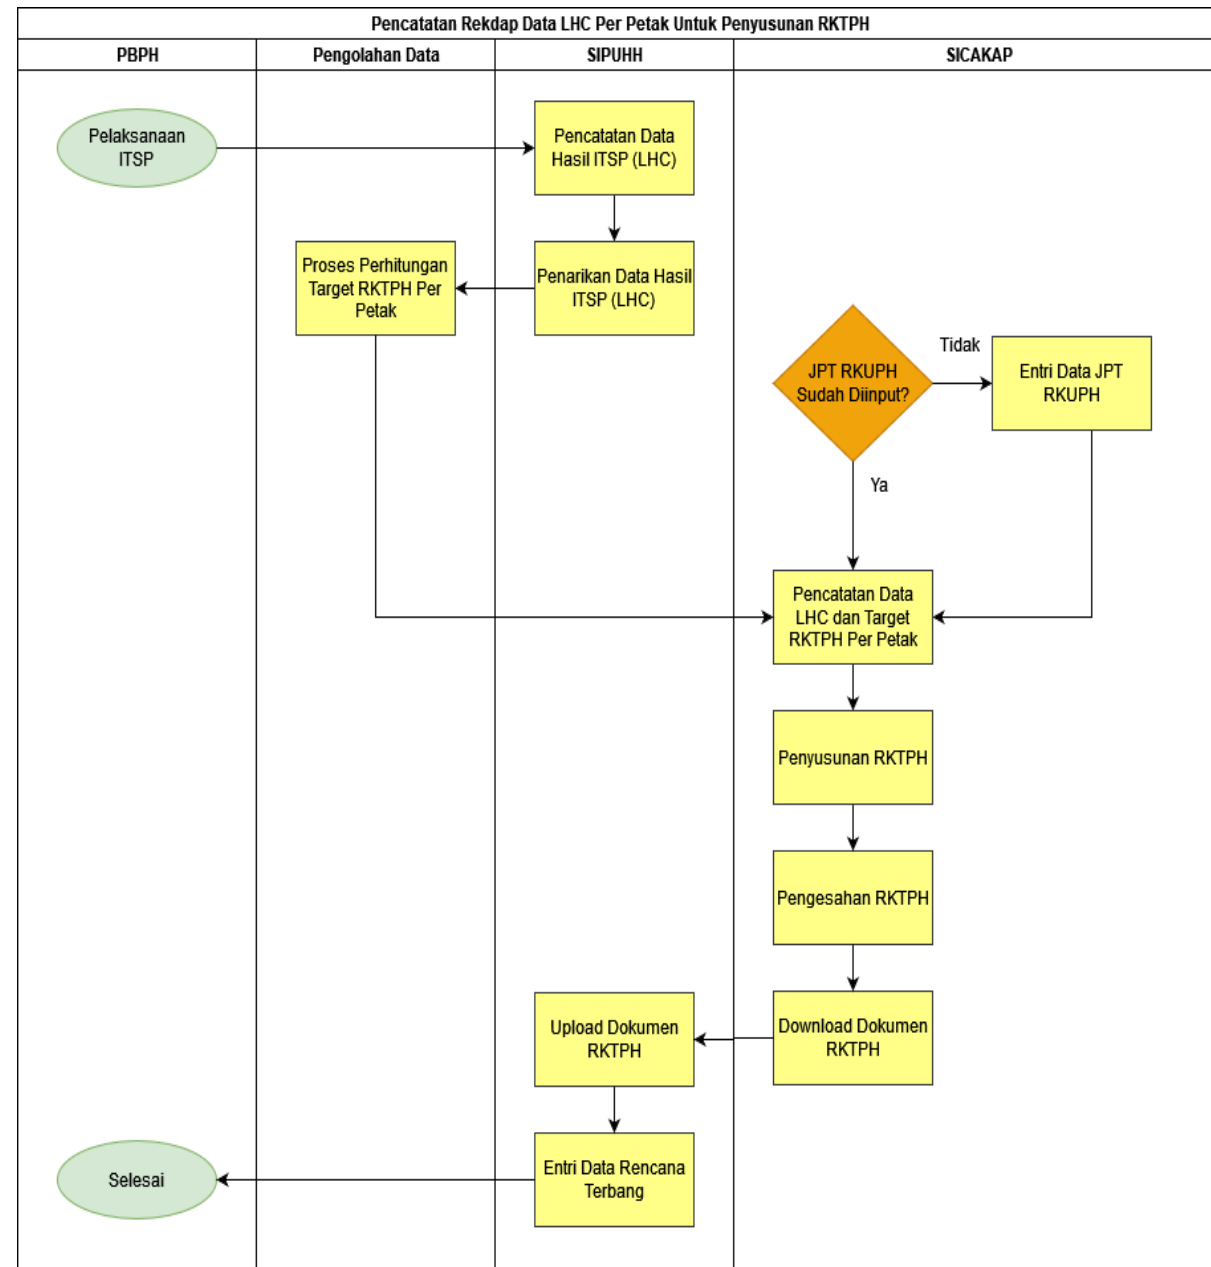 Pencatatan Rekdap Data LHC Per Petak Untuk Penyusunan RKTPH
PBPH
Pengolahan Data
SIPUHH
SICAKAP
Pelaksanaan
ITSP
Pencatatan Data
Hasil ITSP (LHC)
Proses Perhitungan
Target RKTPH Per
Petak
Penarikan Data Hasil
ITSP (LHC)
JPT RKUPH
Sudah Diinput?
Tidak
Entri Data JPT
RKUPH
Ya
Pencatatan Data
LHC dan Target
RKTPH Per Petak
Penyusunan RKTPH
Pengesahan RKTPH
Upload Dokumen
RKTPH
Download Dokumen
RKTPH
Selesai
Entri Data Rencana
Terbang